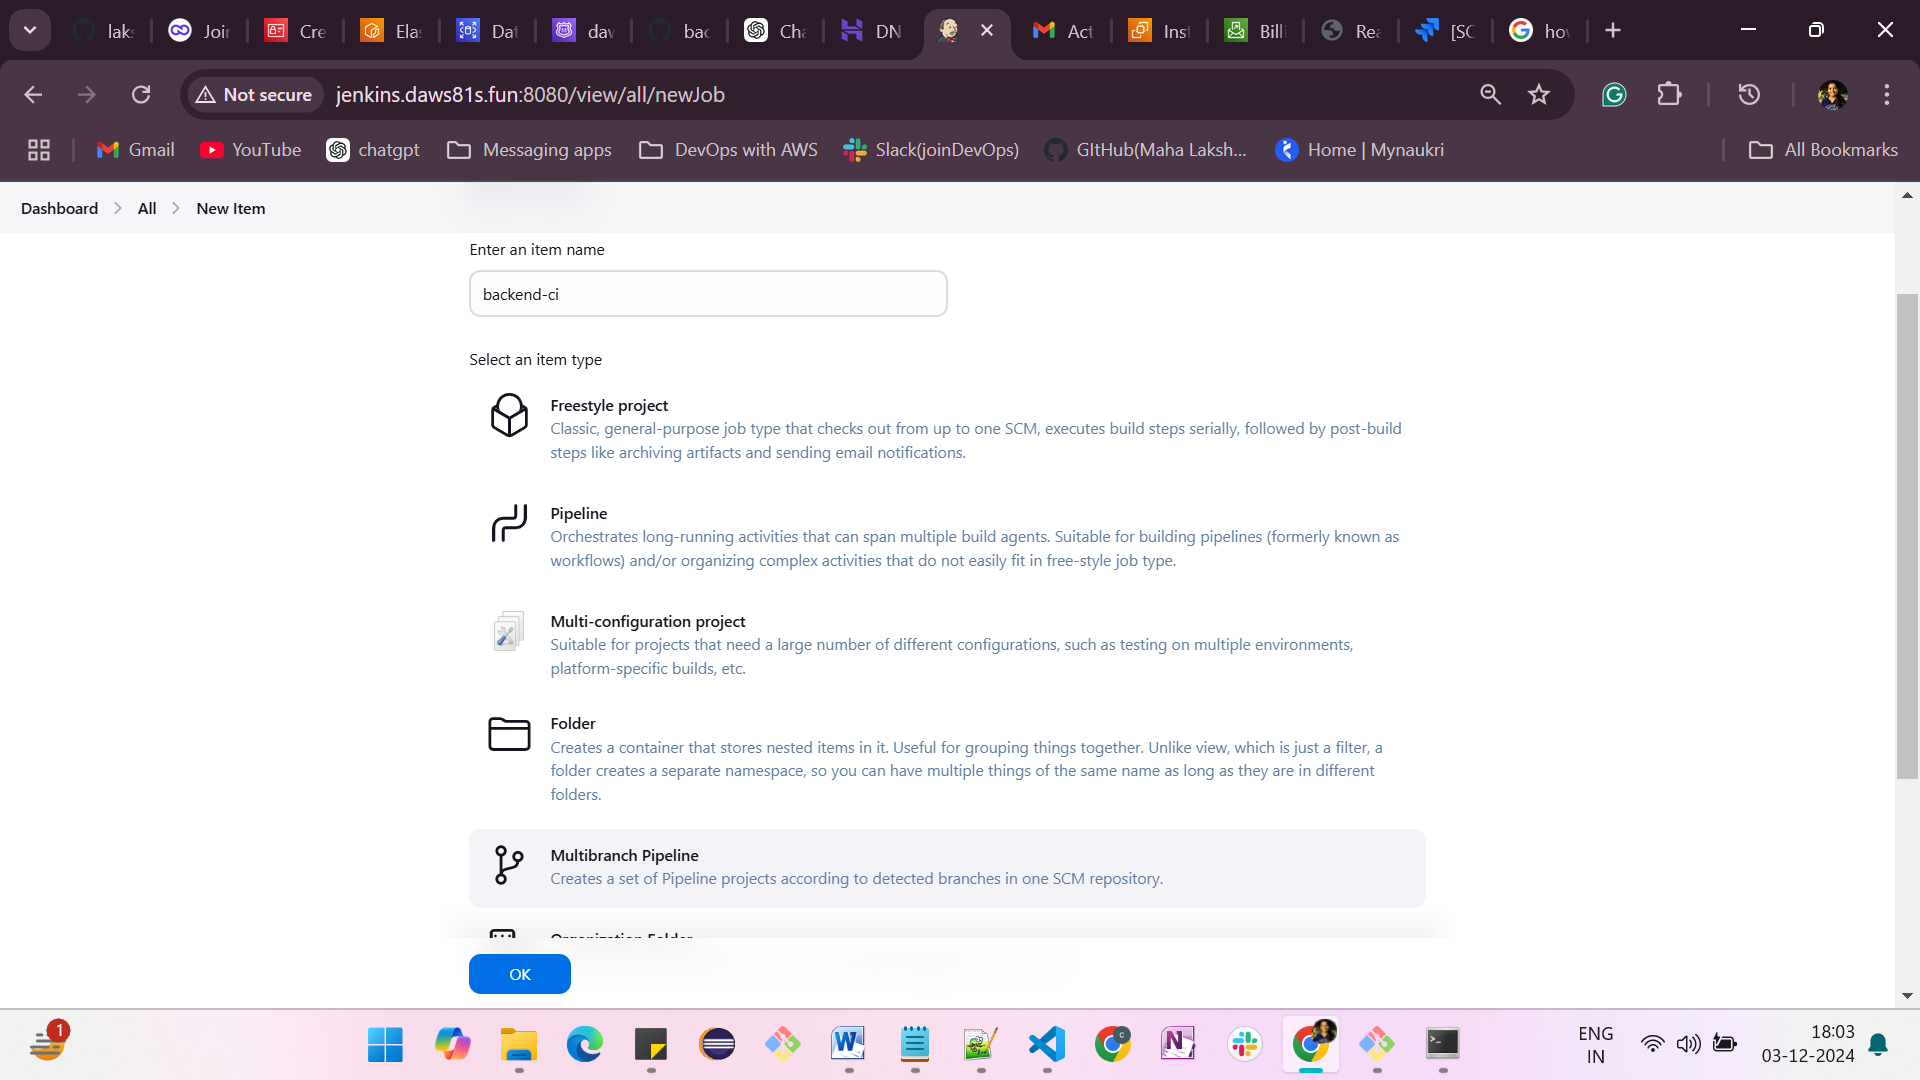 laks
Join
Cre
Ela
Dat
daw
bac
Cha
DN
Act
Inst
Billi
Rea
[SC
how
Not secure
jenkins.daws81s.fun:8080/view/all/newJob
Gmail
YouTube
chatgpt
Messaging apps
DevOps with AWS
Slack(joinDevOps)
GItHub(Maha Laksh...
Home | Mynaukri
All Bookmarks
Dashboard
All
New Item
Enter an item name
backend-ci
Select an item type
Freestyle project
Classic, general-purpose job type that checks out from up to one SCM, executes build steps serially, followed by post-build
steps like archiving artifacts and sending email notifications.
Pipeline
Orchestrates long-running activities that can span multiple build agents. Suitable for building pipelines (formerly known as
workflows) and/or organizing complex activities that do not easily fit in free-style job type.
Multi-configuration project
Suitable for projects that need a large number of different configurations, such as testing on multiple environments,
platform-specific builds, etc.
Folder
Creates a container that stores nested items in it. Useful for grouping things together. Unlike view, which is just a filter, a
folder creates a separate namespace, so you can have multiple things of the same name as long as they are in different
folders.
Multibranch Pipeline
Creates a set of Pipeline projects according to detected branches in one SCM repository.
Organization Folder
OK
1
ENG
IN
18:03
03-12-2024